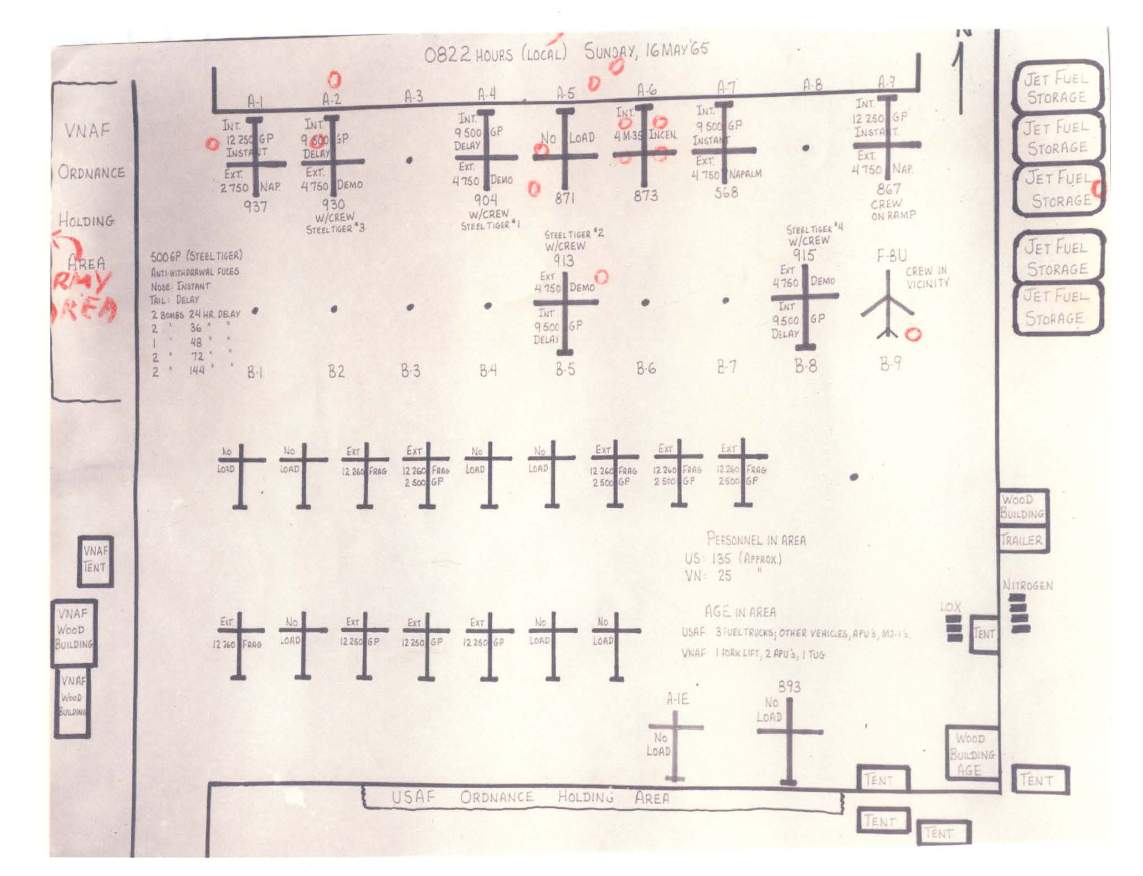 0822 HOURS (LOCAL) SUNDAY, 16 MAY '65
N
A-1 A-2 A-3 A-4 A-5 A-6 A-7 A-8 A-9
INT.
12 250 GP
INSTANT
EXT.
2 750 NAP.
937
INT.
9 500 GP
DELAY
EXT.
4 750 DEMO
930
W/CREW
STEEL TIGER #3
INT.
9 500 GP
DELAY
EXT.
4 750 DEMO
904
W/CREW
STEEL TIGER #1
NO LOAD
871
INT.
4 M-35 INCEN.
873
INT.
9 500 GP
INSTANT
EXT.
4 750 NAPALM
568
INT.
12 250 GP
INSTANT.
EXT.
4 750
867
CREW
ON RAMP
VNAF
ORDNANCE
HOLDING
AREA
RMY
AREA
JET FUEL
STORAGE
JET FUEL
STORAGE
JET FUEL
STORAGE
JET FUEL
STORAGE
JET FUEL
STORAGE
500 GP (STEEL TIGER)
ANTI-WITHDRAWAL FUZES
NOSE: INSTANT
TAIL: DELAY
2 BOMBS 24 HR. DELAY
2 " 36 " "
1 " 48 " "
2 " 72 " "
2 " 144 " "
STEEL TIGER #2
W/CREW
913
EXT
4 750 DEMO
INT
9 500 GP
DELAY
STEEL TIGER #4
W/CREW
915
EXT
4 750 DEMO
INT
9 500 GP
DELAY
F-8U
CREW IN
VICINITY
B-1 B2 B-3 B-4 B-5 B-6 B-7 B-8 B-9
NO
LOAD
NO
LOAD
EXT
12 260 FRAG
EXT
12 260 FRAG
2 500 GP
NO
LOAD
NO
LOAD
EXT
12 260 FRAG
2 500 GP
EXT
12 260 FRAG
2 500 GP
EXT
12 260 FRAG
2 500 GP
WOOD
BUILDING
TRAILER
PERSONNEL IN AREA
US: 135 (APPROX.)
VN: 25 "
VNAF
TENT
NITROGEN
LOX
TENT
AGE IN AREA
USAF 3 FUEL TRUCKS; OTHER VEHICLES, APU'S, MJ-1'S.
VNAF 1 FORK LIFT, 2 APU'S, 1 TUG
VNAF
WOOD
BUILDING
EXT
12 260 FRAG
NO
LOAD
EXT
12 250 GP
EXT
12 250 GP
EXT
12 250 GP
NO
LOAD
NO
LOAD
VNAF
WOOD
BUILDING
A-1E
NO
LOAD
893
NO
LOAD
WOOD
BUILDING
AGE
TENT
TENT
USAF ORDNANCE HOLDING AREA
TENT
TENT